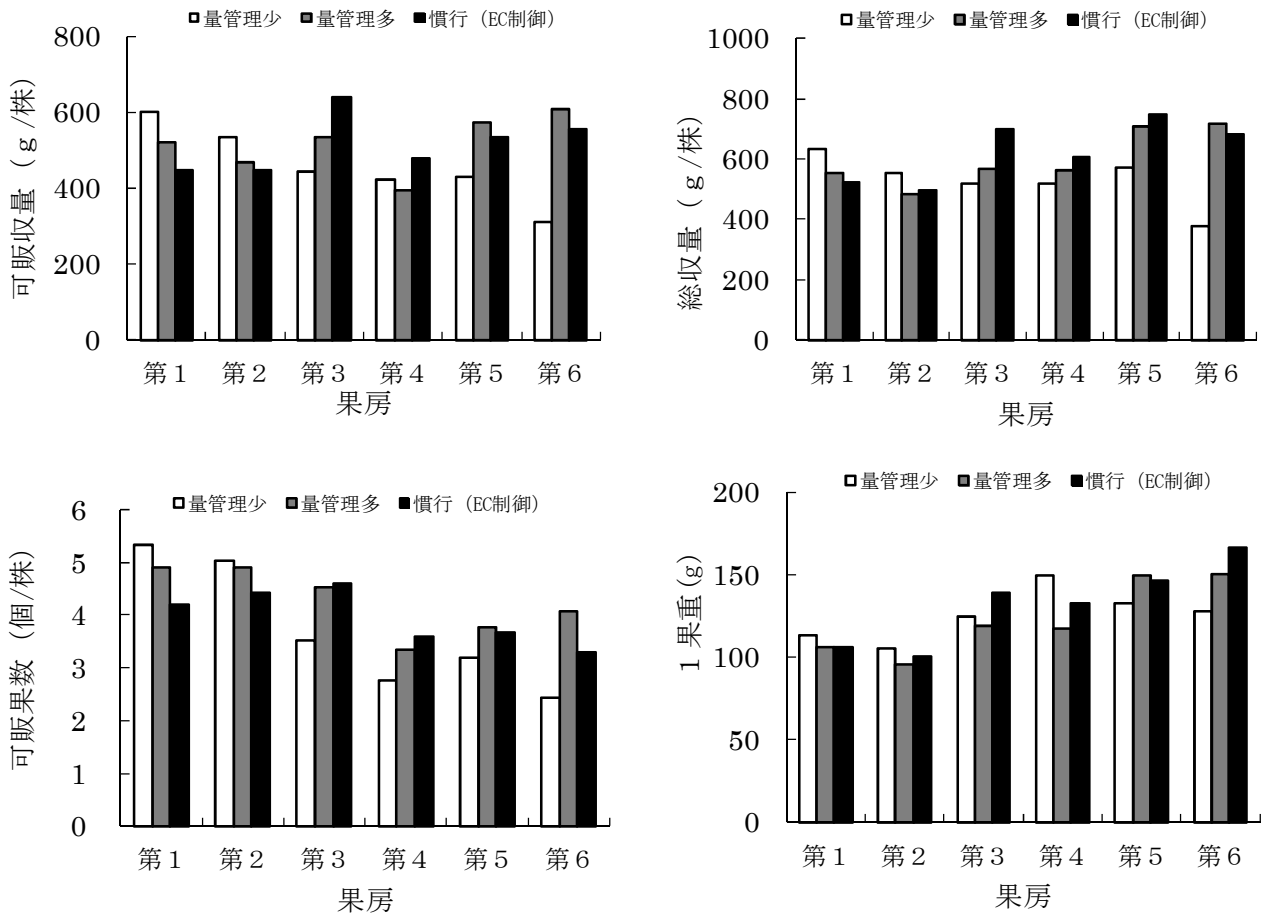 □量管理少 ■量管理多 ■慣行（EC制御）
可販収量（ｇ/株）
800
600
400
200
0
第１ 第２ 第３ 第４ 第５ 第６
果房
□量管理少 ■量管理多 ■慣行（EC制御）
総収量（ｇ/株）
1000
800
600
400
200
0
第１ 第２ 第３ 第４ 第５ 第６
果房
□量管理少 ■量管理多 ■慣行（EC制御）
可販果数（個/株）
6
5
4
3
2
1
0
第１ 第２ 第３ 第４ 第５ 第６
果房
□量管理少 ■量管理多 ■慣行（EC制御）
１果重(g)
200
150
100
50
0
第１ 第２ 第３ 第４ 第５ 第６
果房